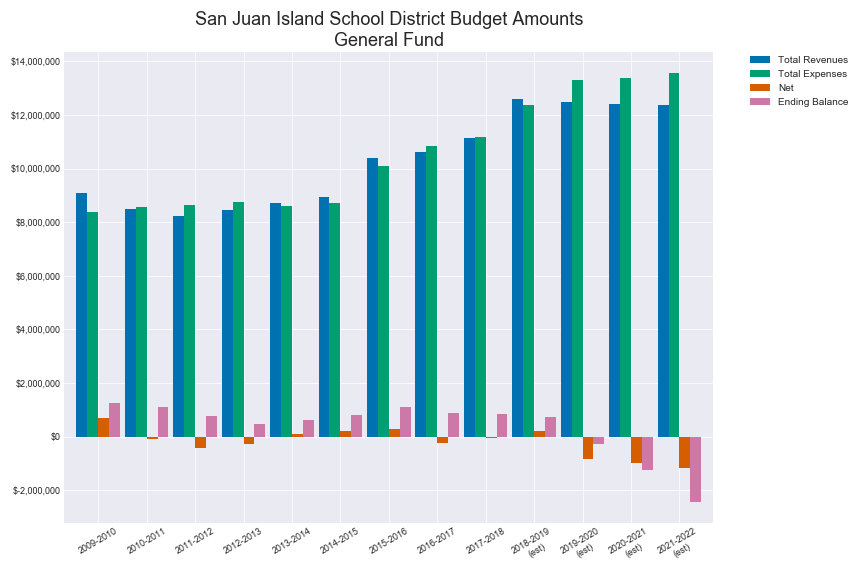 San Juan Island School District Budget Amounts
General Fund
Total Revenues
Total Expenses
Net
Ending Balance
$14,000,000
$12,000,000
$10,000,000
$8,000,000
$6,000,000
$4,000,000
$2,000,000
$0
$-2,000,000
2009-2010
2010-2011
2011-2012
2012-2013
2013-2014
2014-2015
2015-2016
2016-2017
2017-2018
2018-2019
(est)
2019-2020
(est)
2020-2021
(est)
2021-2022
(est)